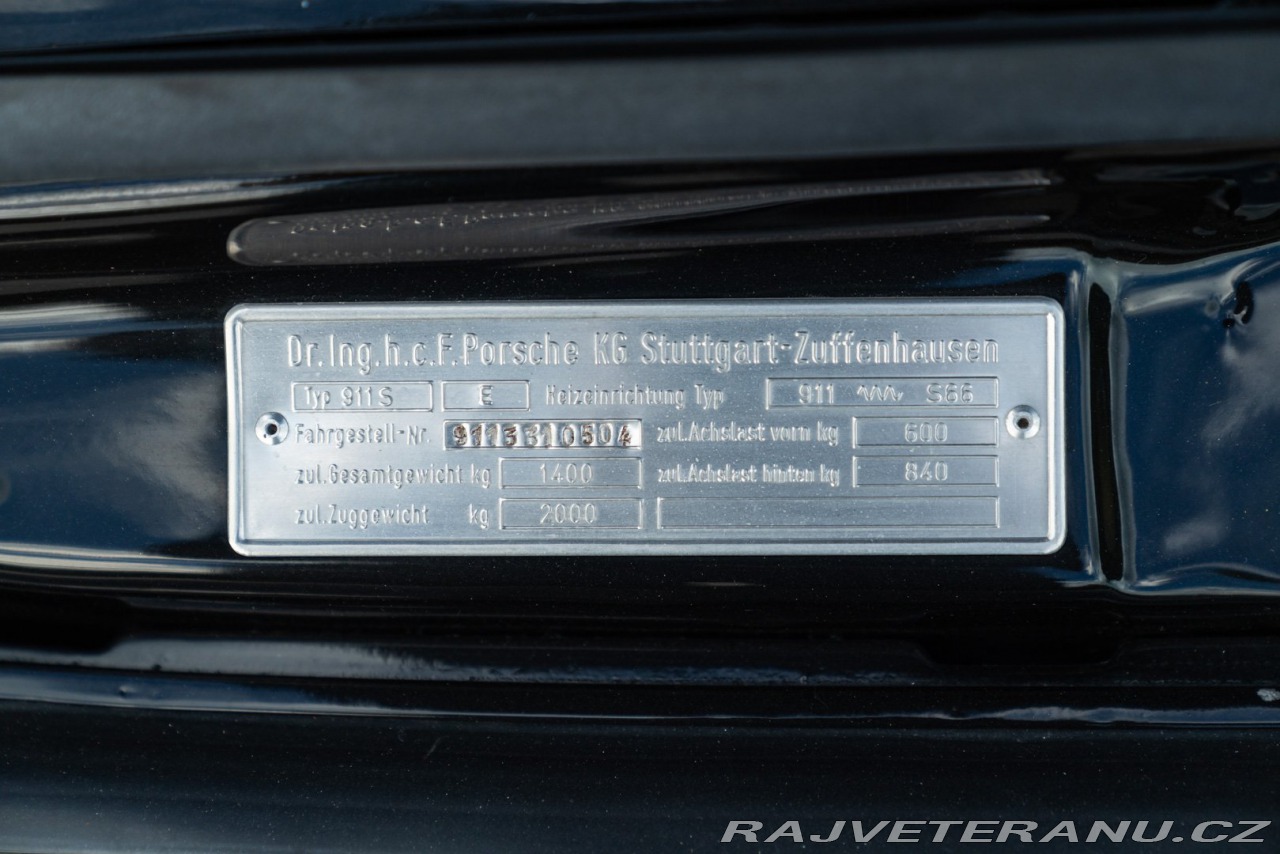 Dr.Ing.h.c.F.Porsche KG Stuttgart-Zuffenhausen
Typ 911 S E Heizeinrichtung Typ 911 S66
Fahrgestell-Nr. 9113310504 zul.Achslast vorn kg 600
zul.Gesamtgewicht kg 1400 zul.Achslast hinten kg 840
zul.Zuggewicht kg 2000
RAJVETERANU.CZ